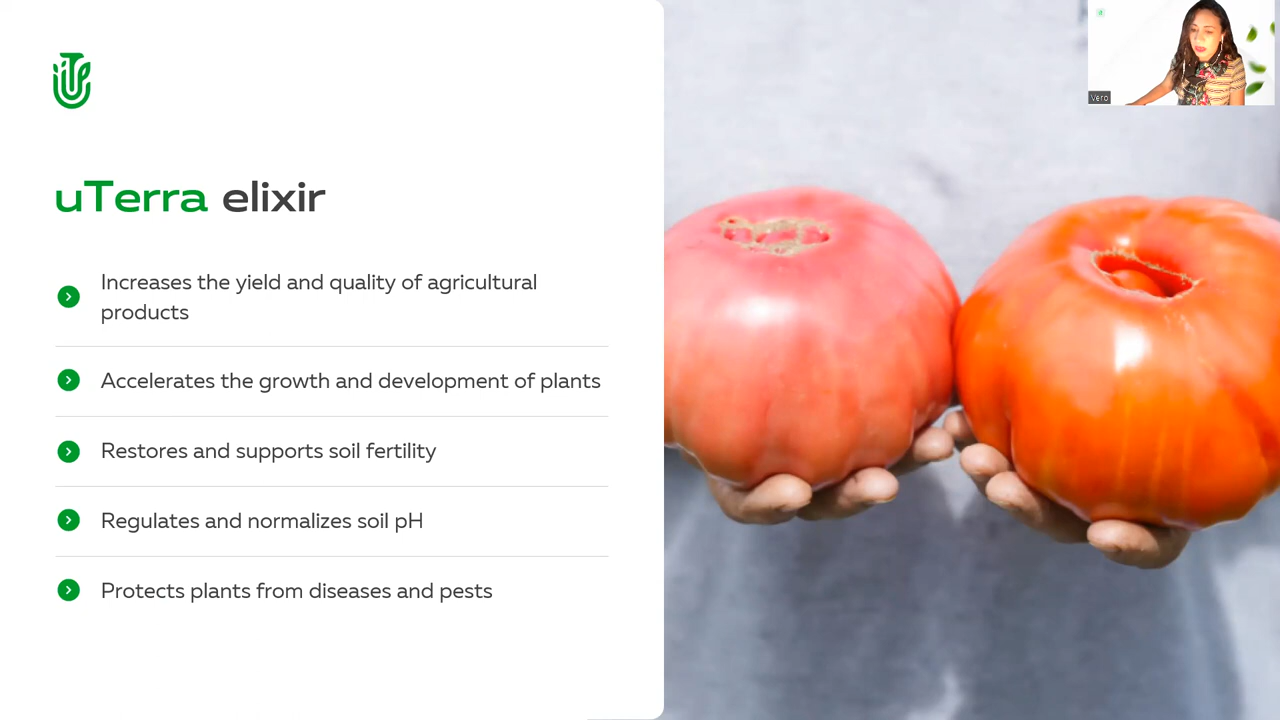 uTerra elixir
Increases the yield and quality of agricultural
products
Accelerates the growth and development of plants
Restores and supports soil fertility
Regulates and normalizes soil pH
Protects plants from diseases and pests
Vero